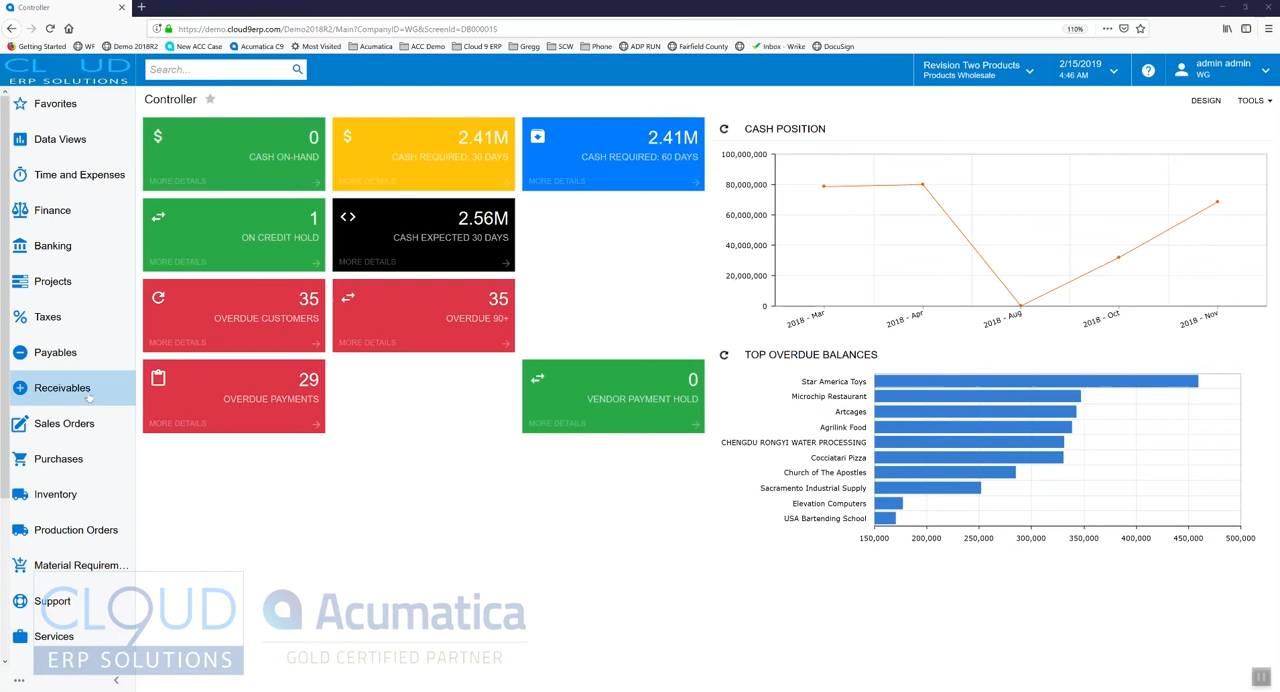 Controller
https://demo.cloud9erp.com/Demo2018R2/Main?CompanyID=WG&ScreenId=DB000015
110%
Getting Started WF Demo 2018R2 New ACC Case Acumatica C9 Most Visited Acumatica ACC Demo Cloud 9 ERP Gregg SCW Phone ADP RUN Fairfield County Inbox - Wrike DocuSign
CLOUD
ERP SOLUTIONS
Search...
Revision Two Products
Products Wholesale
2/15/2019
4:46 AM
admin admin
WG
Favorites
Data Views
Time and Expenses
Finance
Banking
Projects
Taxes
Payables
Receivables
Sales Orders
Purchases
Inventory
Production Orders
Material Requirem...
Support
Services
Controller
DESIGN
TOOLS
$ 0
CASH ON-HAND
MORE DETAILS
$ 2.41M
CASH REQUIRED: 30 DAYS
MORE DETAILS
2.41M
CASH REQUIRED: 60 DAYS
MORE DETAILS
1
ON CREDIT HOLD
MORE DETAILS
2.56M
CASH EXPECTED 30 DAYS
MORE DETAILS
35
OVERDUE CUSTOMERS
MORE DETAILS
35
OVERDUE 90+
MORE DETAILS
29
OVERDUE PAYMENTS
MORE DETAILS
0
VENDOR PAYMENT HOLD
MORE DETAILS
CASH POSITION
100,000,000
80,000,000
60,000,000
40,000,000
20,000,000
0
2018 - Mar 2018 - Apr 2018 - Aug 2018 - Oct 2018 - Nov
TOP OVERDUE BALANCES
Star America Toys
Microchip Restaurant
Artcages
Agrilink Food
CHENGDU RONGYI WATER PROCESSING
Cocciatari Pizza
Church of The Apostles
Sacramento Industrial Supply
Elevation Computers
USA Bartending School
150,000 200,000 250,000 300,000 350,000 400,000 450,000 500,000
CL9UD
ERP SOLUTIONS
Acumatica
GOLD CERTIFIED PARTNER